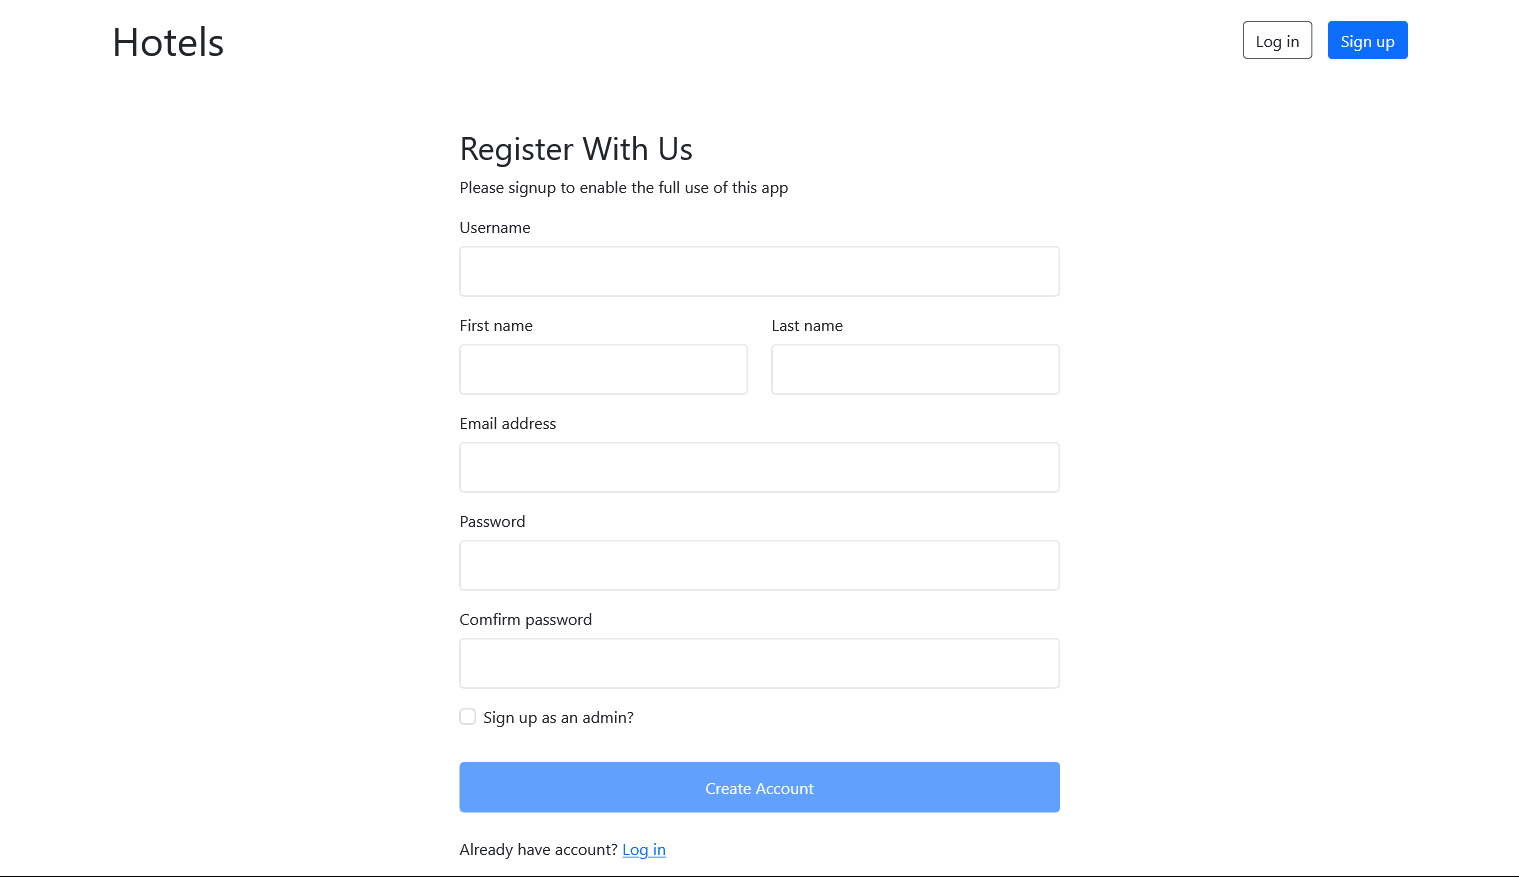 Hotels
Log in
Sign up
Register With Us
Please signup to enable the full use of this app
Username
First name
Last name
Email address
Password
Comfirm password
Sign up as an admin?
Create Account
Already have account? Log in